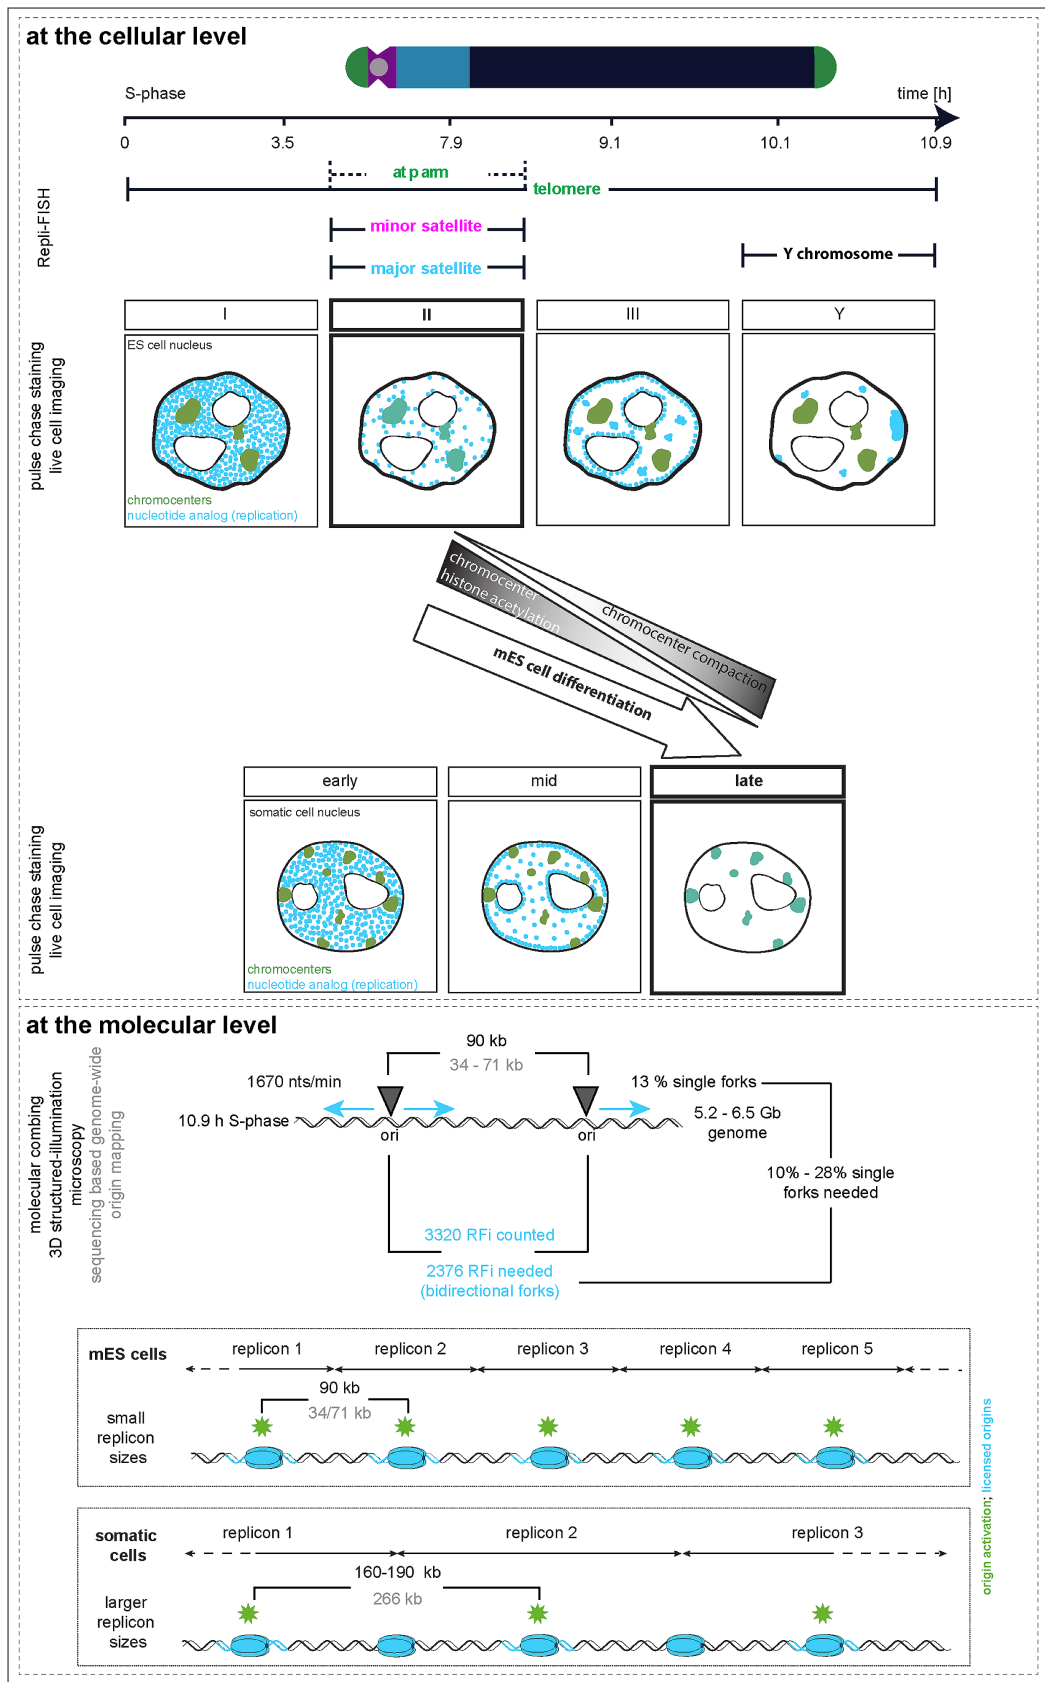 at the cellular level
S-phase
time [h]
0
3.5
7.9
9.1
10.1
10.9
Repli-FISH
at p arm
telomere
minor satellite
Y chromosome
major satellite
pulse chase staining
live cell imaging
I
II
III
Y
ES cell nucleus
chromocenters
nucleotide analog (replication)
chromocenter
histone acetylation
chromocenter compaction
mES cell differentiation
pulse chase staining
live cell imaging
early
mid
late
somatic cell nucleus
chromocenters
nucleotide analog (replication)
at the molecular level
molecular combing
3D structured-illumination
microscopy
sequencing based genome-wide
origin mapping
90 kb
34 - 71 kb
1670 nts/min
13 % single forks
10.9 h S-phase
5.2 - 6.5 Gb
genome
ori
ori
10% - 28% single
forks needed
3320 RFi counted
2376 RFi needed
(bidirectional forks)
mES cells
replicon 1
replicon 2
replicon 3
replicon 4
replicon 5
90 kb
34/71 kb
small
replicon
sizes
somatic
cells
replicon 1
replicon 2
replicon 3
160-190 kb
266 kb
larger
replicon
sizes
origin activation; licensed origins